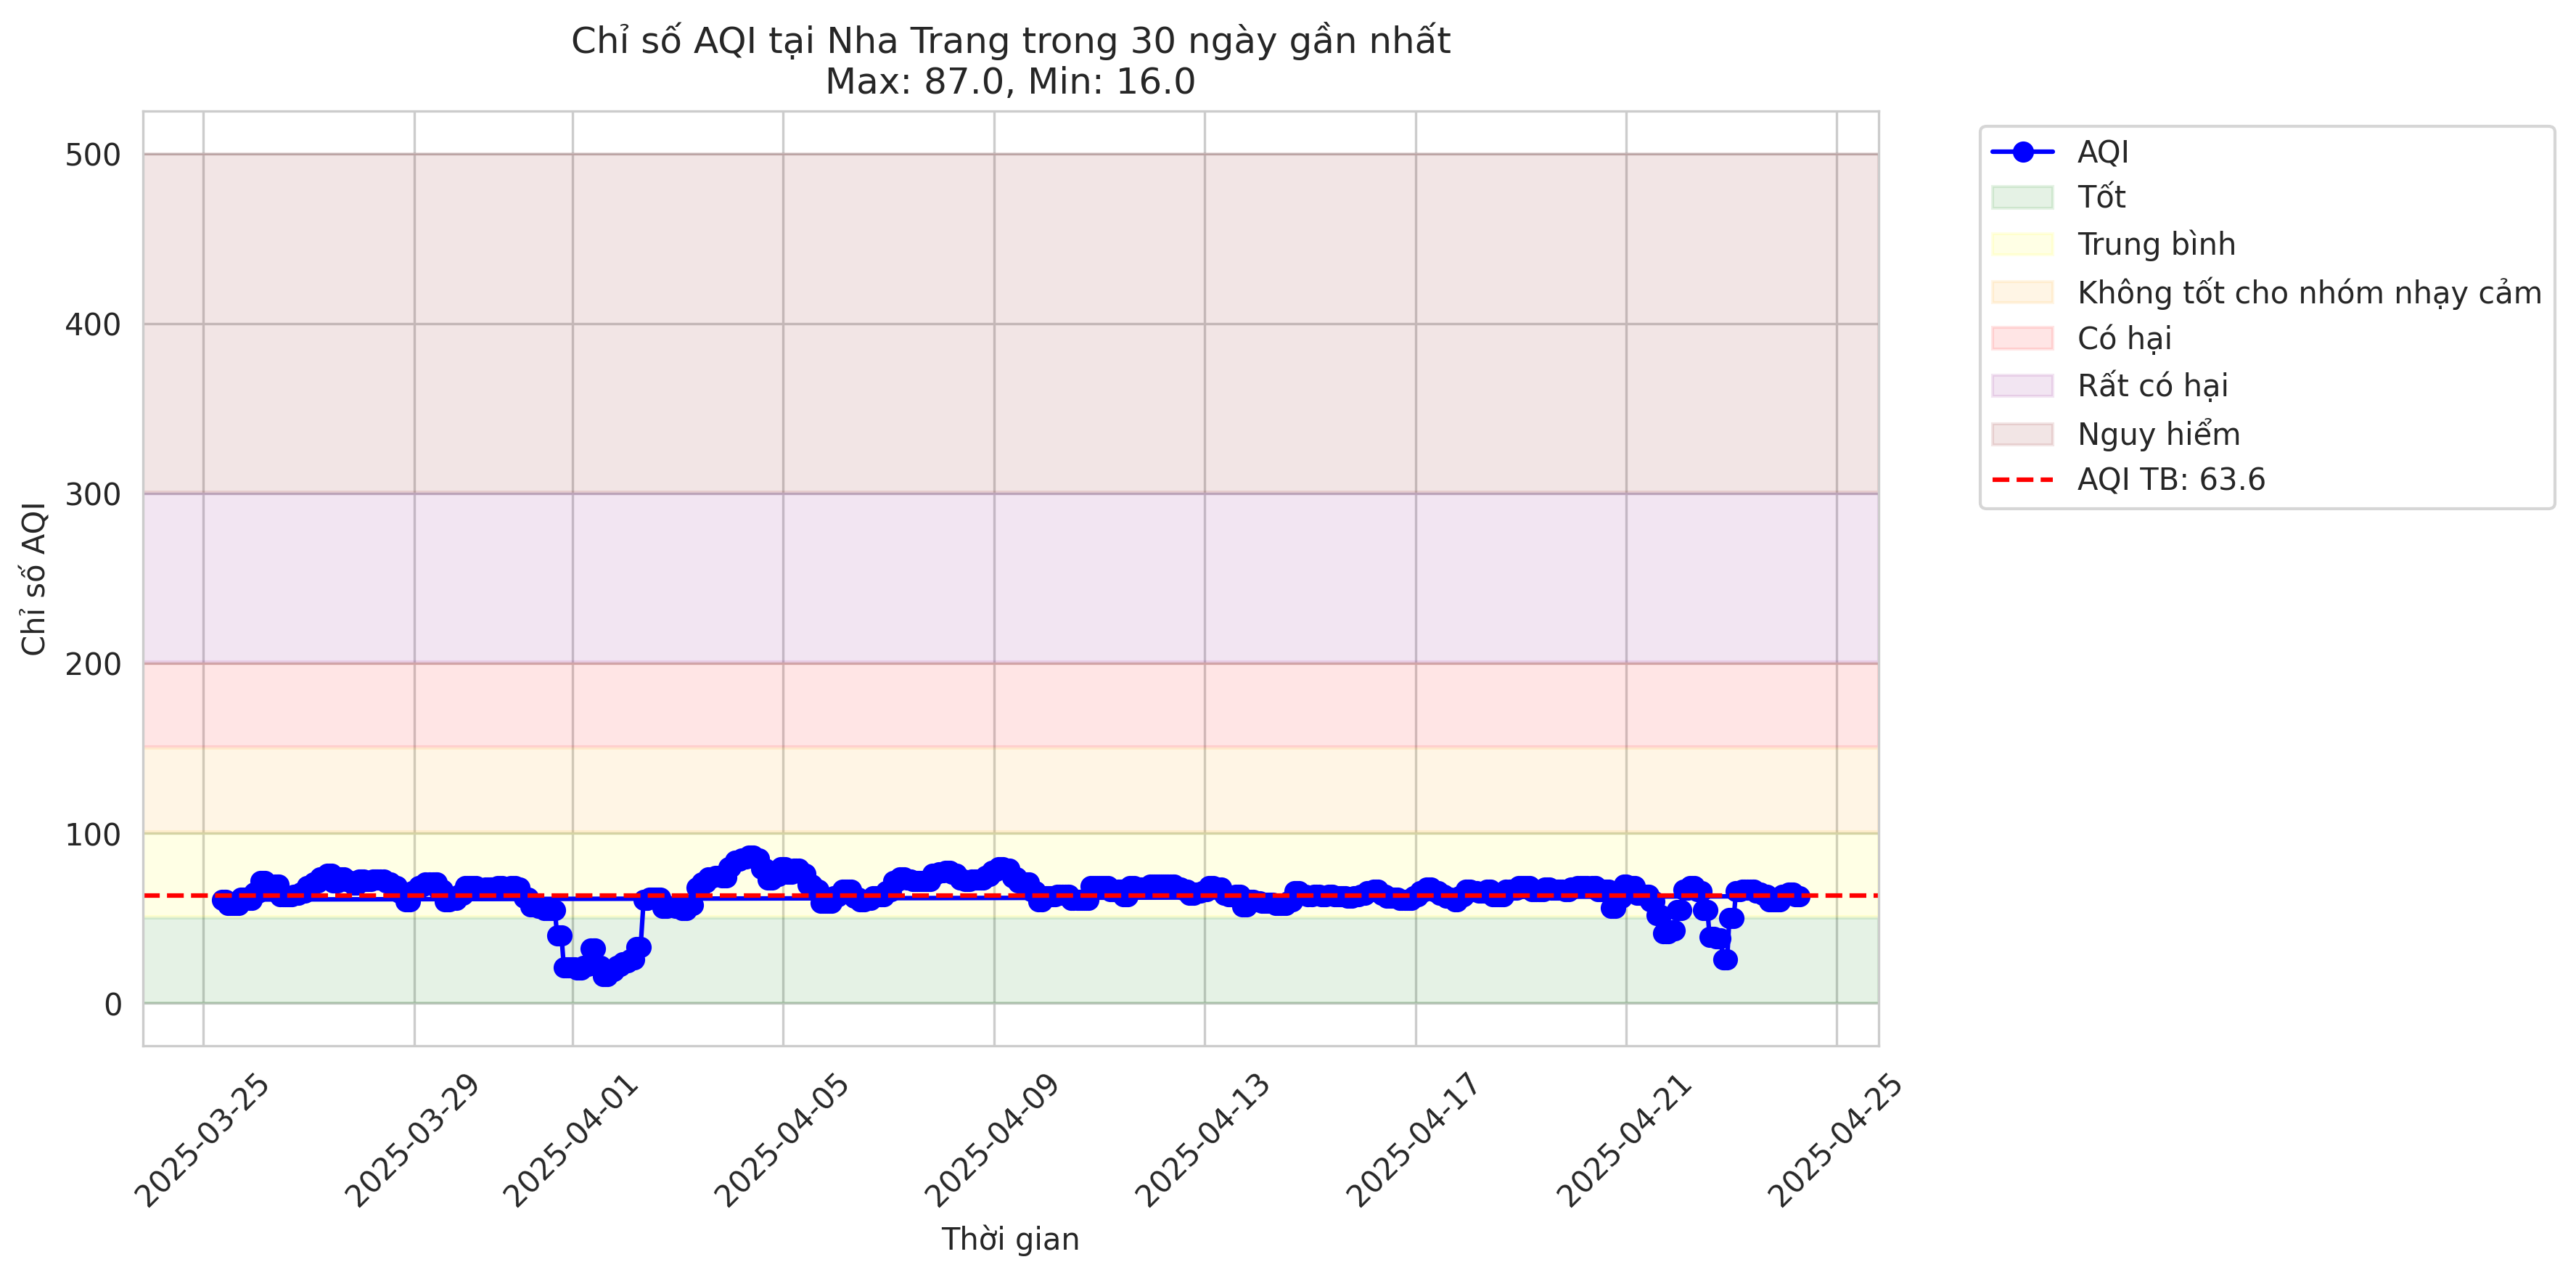 Chỉ số AQI tại Nha Trang trong 30 ngày gần nhất
Max: 87.0, Min: 16.0
Chỉ số AQI
500
400
300
200
100
0
2025-03-25
2025-03-29
2025-04-01
2025-04-05
2025-04-09
2025-04-13
2025-04-17
2025-04-21
2025-04-25
Thời gian
AQI
Tốt
Trung bình
Không tốt cho nhóm nhạy cảm
Có hại
Rất có hại
Nguy hiểm
AQI TB: 63.6